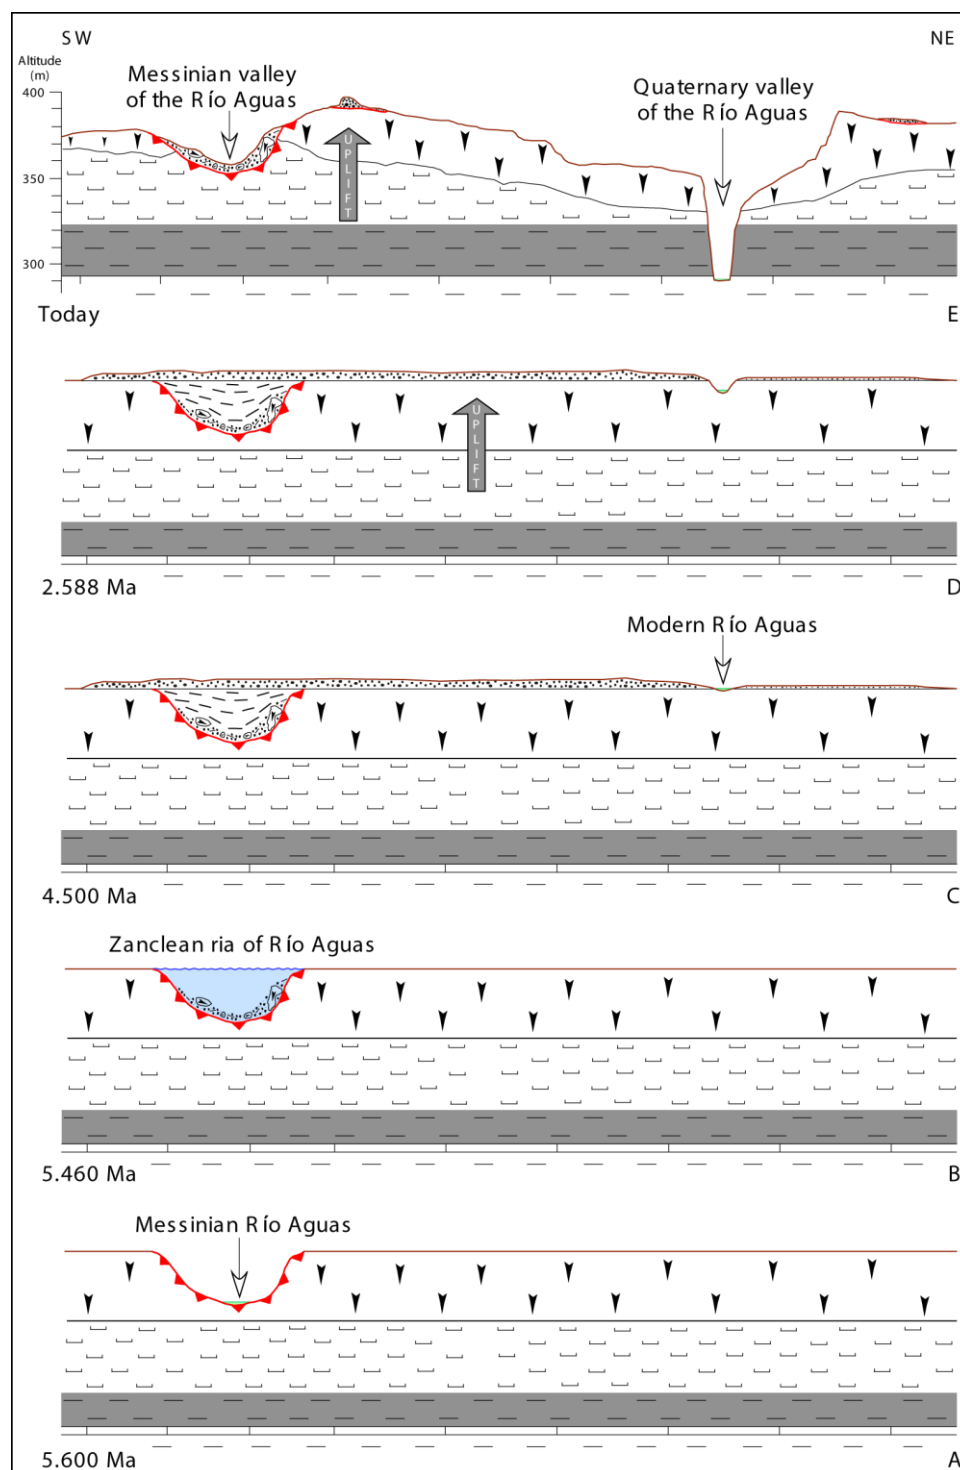 SW
NE
Altitude
(m)
400
350
300
Messinian valley
of the Río Aguas
Quaternary valley
of the Río Aguas
UPLIFT
Today
E
UPLIFT
2.588 Ma
D
Modern Río Aguas
4.500 Ma
C
Zanclean ria of Río Aguas
5.460 Ma
B
Messinian Río Aguas
5.600 Ma
A